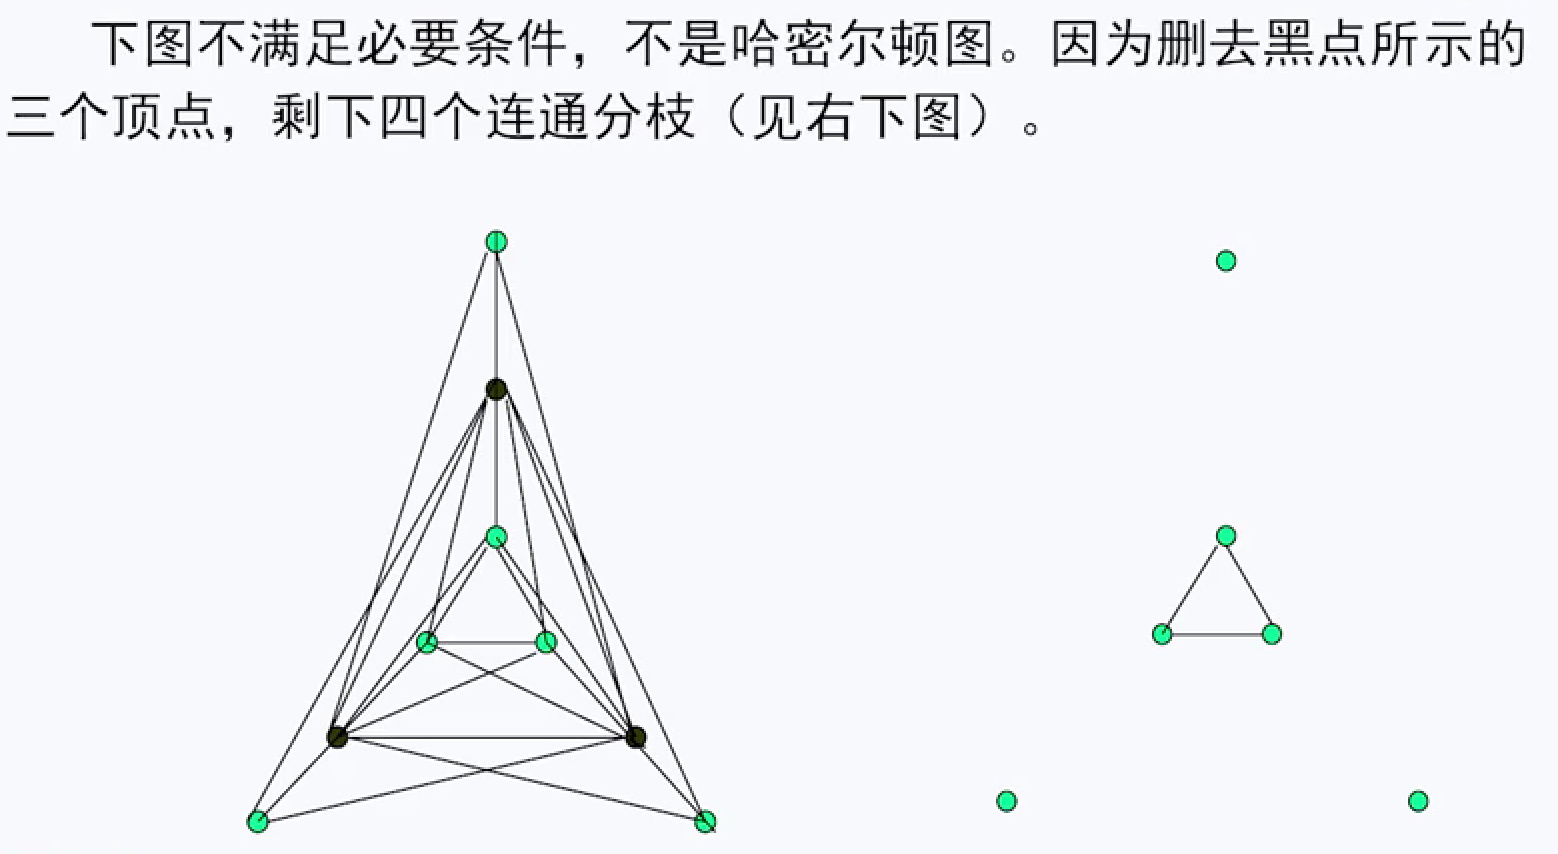 下图不满足必要条件，不是哈密尔顿图。因为删去黑点所示的
三个顶点，剩下四个连通分枝（见右下图）。